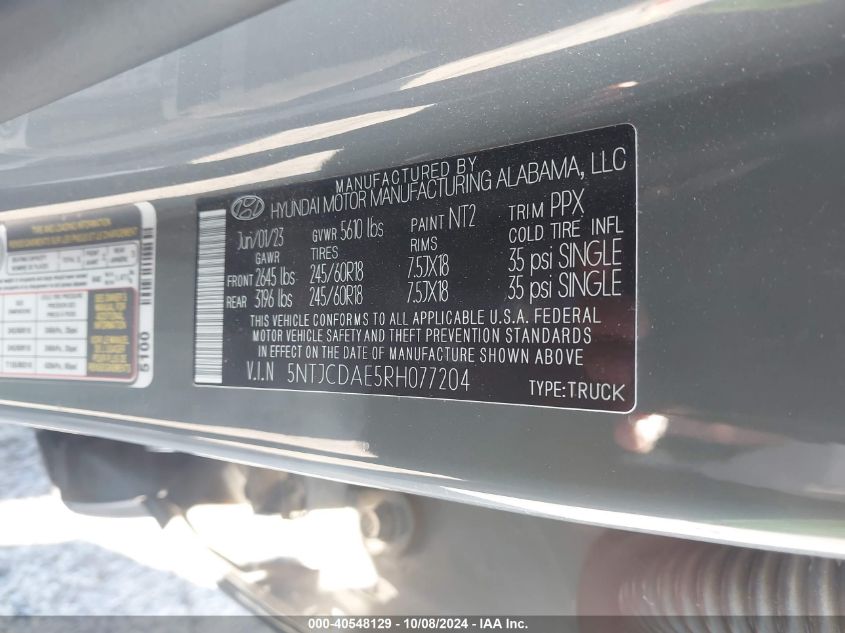 MANUFACTURED BY
HYUNDAI MOTOR MANUFACTURING ALABAMA, LLC
Jun/01/23 GVWR 5610 lbs PAINT NT2 TRIM PPX
GAWR TIRES RIMS COLD TIRE INFL
FRONT 2645 lbs 245/60R18 7.5JX18 35 psi SINGLE
REAR 3196 lbs 245/60R18 7.5JX18 35 psi SINGLE
THIS VEHICLE CONFORMS TO ALL APPLICABLE U.S.A. FEDERAL
MOTOR VEHICLE SAFETY AND THEFT PREVENTION STANDARDS
IN EFFECT ON THE DATE OF MANUFACTURE SHOWN ABOVE
V.I.N 5NTJCDAE5RH077204
TYPE:TRUCK
5100
000-40548129 - 10/08/2024 - IAA Inc.